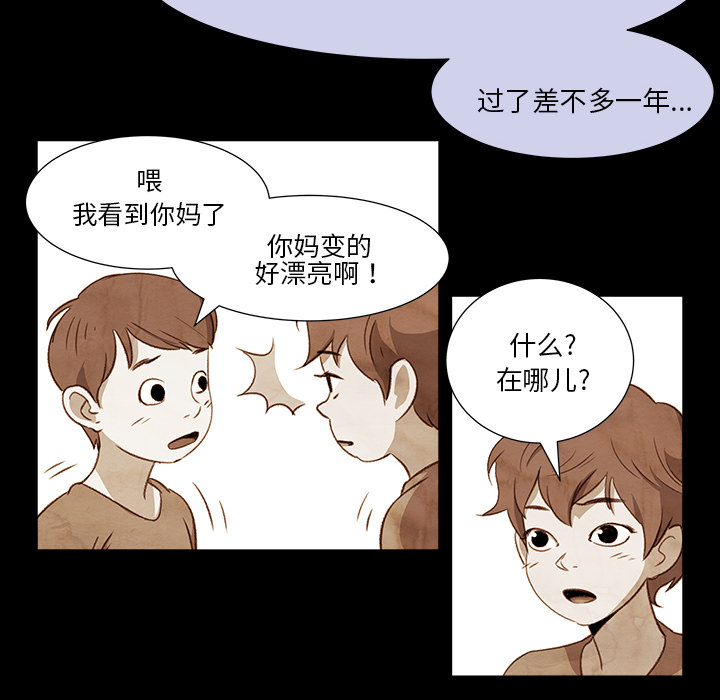 过了差不多一年...
喂
我看到你妈了
你妈变的
好漂亮啊！
什么?
在哪儿?